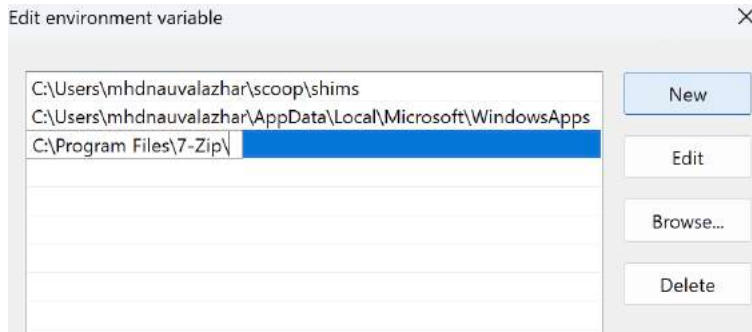 Edit environment variable
C:\Users\mhdnauvalazhar\scoop\shims
C:\Users\mhdnauvalazhar\AppData\Local\Microsoft\WindowsApps
C:\Program Files\7-Zip\
New
Edit
Browse...
Delete